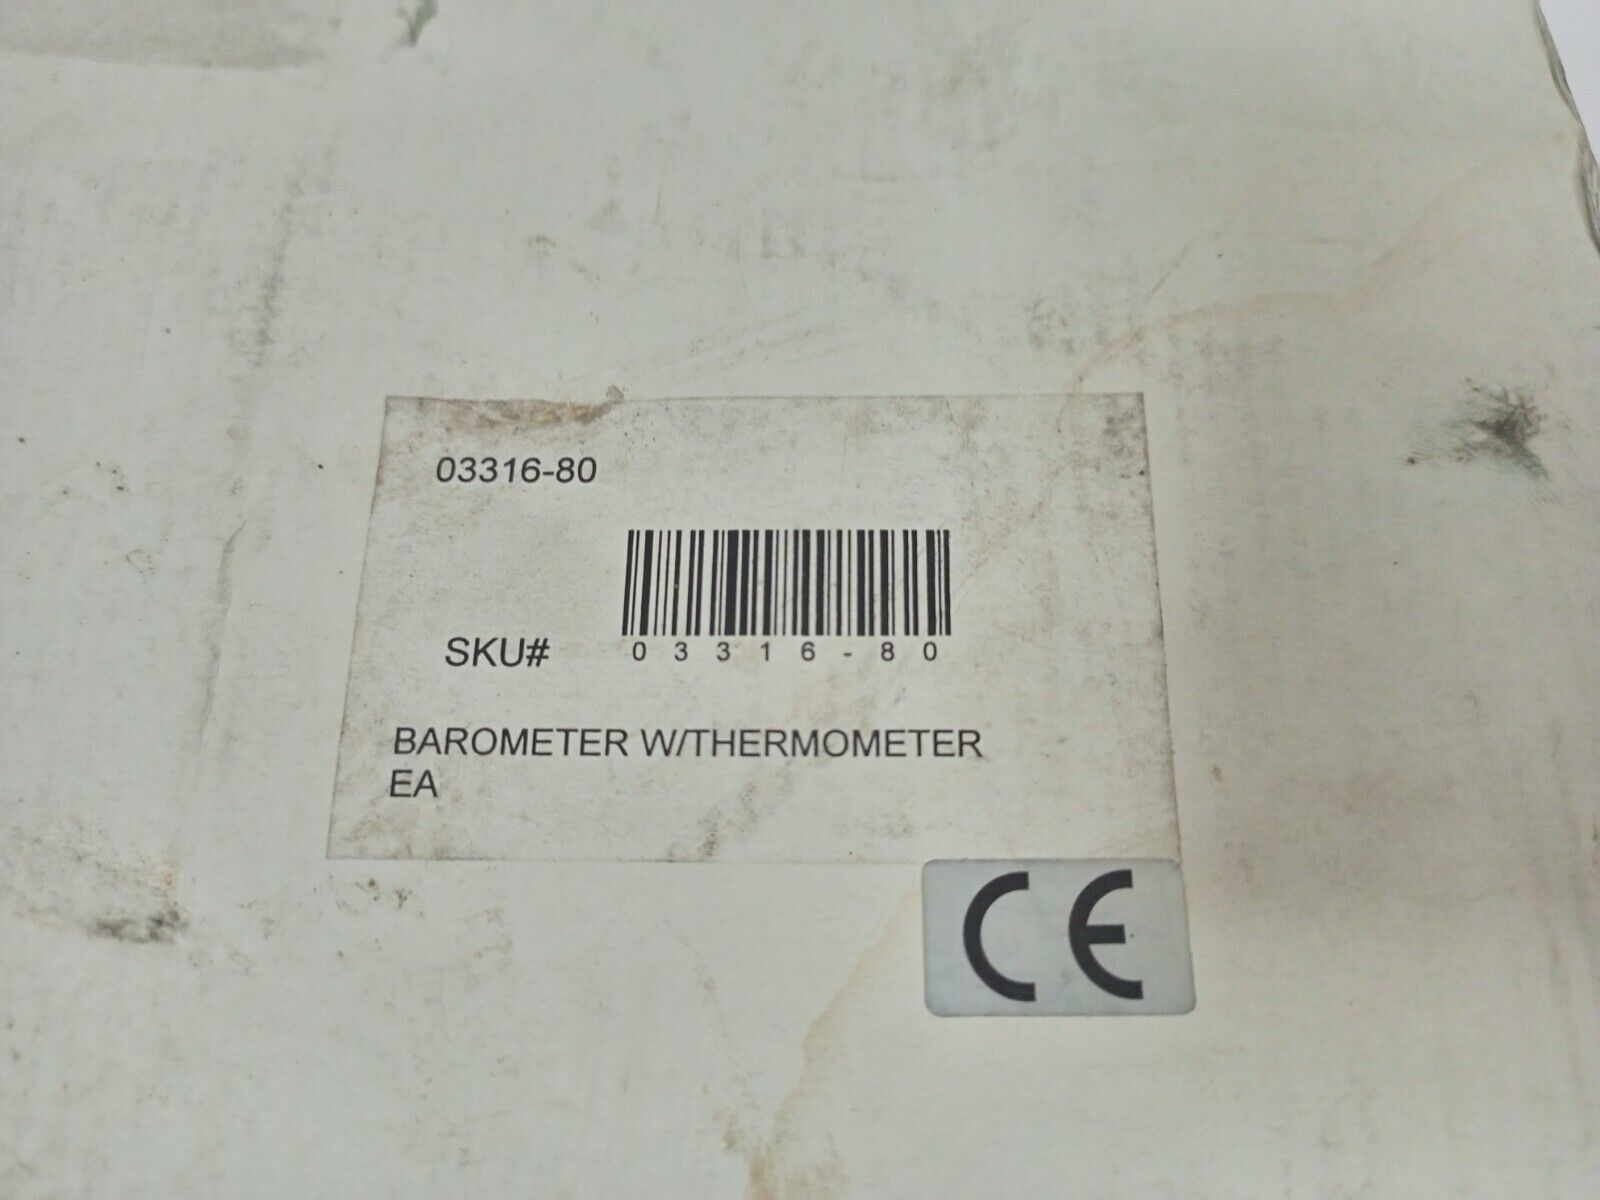 03316-80
SKU#
03316-80
BAROMETER W/THERMOMETER
EA
CE